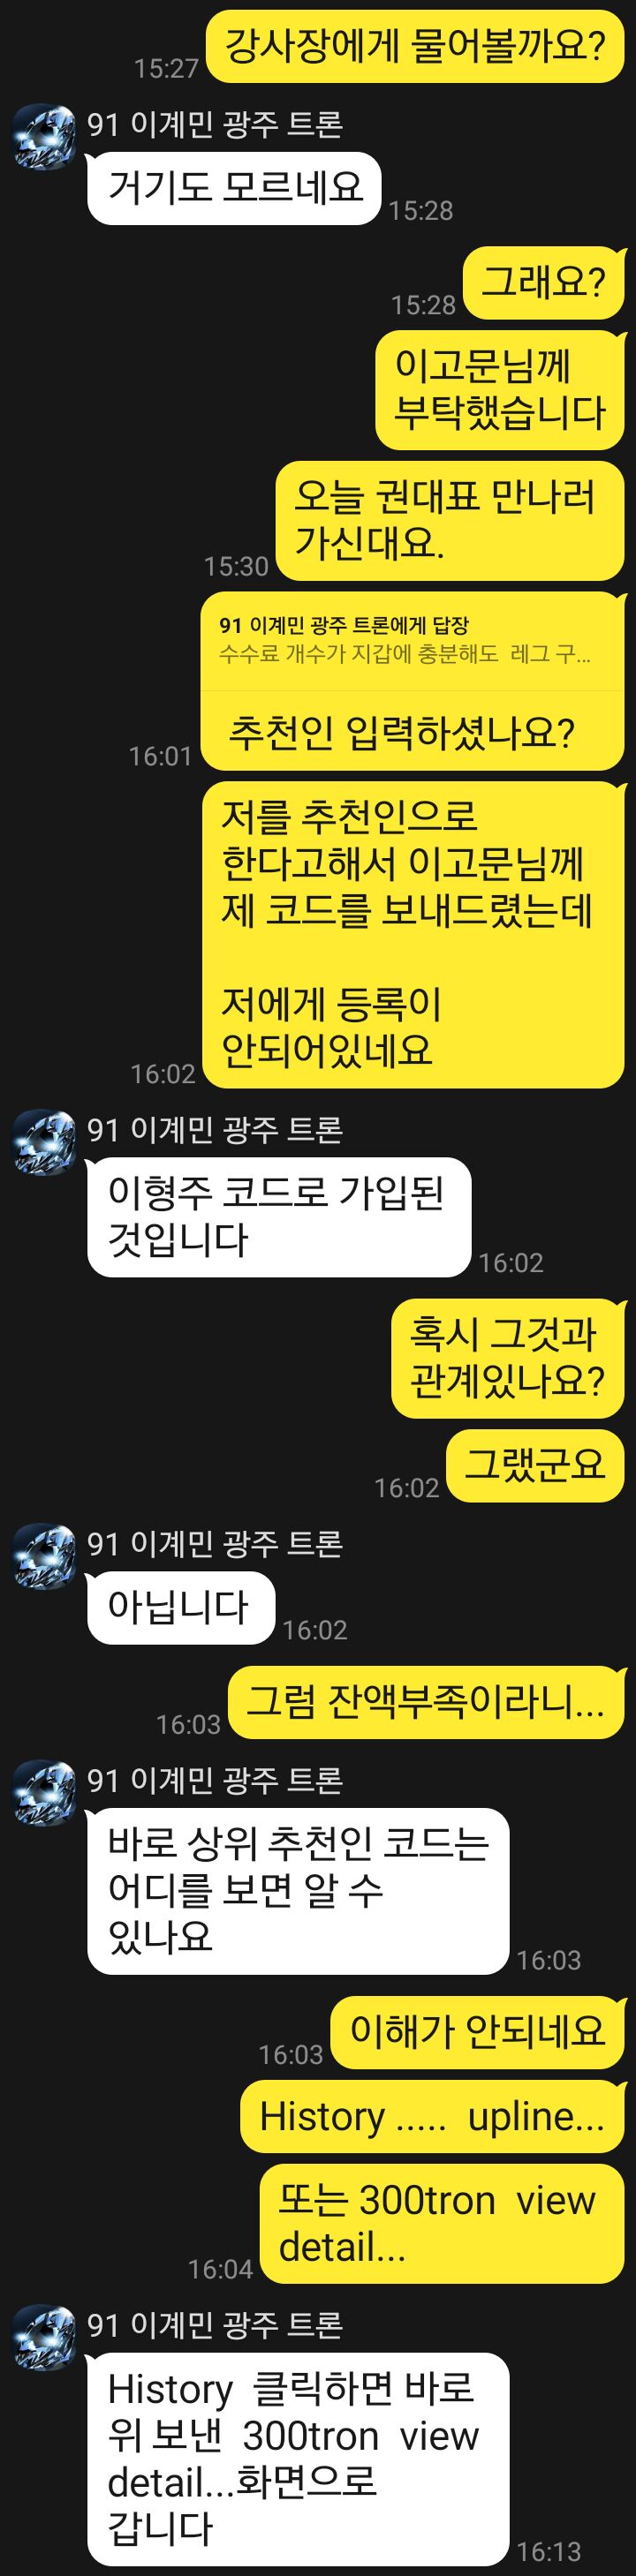 강사장에게 물어볼까요?
15:27
91 이계민 광주 트론
거기도 모르네요
15:28
그래요?
15:28
이고문님께
부탁했습니다
오늘 권대표 만나러
가신대요.
15:30
91 이계민 광주 트론에게 답장
수수료 개수가 지갑에 충분해도 레그 구...
추천인 입력하셨나요?
16:01
저를 추천인으로
한다고해서 이고문님께
제 코드를 보내드렸는데
저에게 등록이
안되어있네요
16:02
91 이계민 광주 트론
이형주 코드로 가입된
것입니다
16:02
혹시 그것과
관계있나요?
그랬군요
16:02
91 이계민 광주 트론
아닙니다
16:02
그럼 잔액부족이라니...
16:03
91 이계민 광주 트론
바로 상위 추천인 코드는
어디를 보면 알 수
있나요
16:03
이해가 안되네요
16:03
History ..... upline...
또는 300tron view
detail...
16:04
91 이계민 광주 트론
History 클릭하면 바로
위 보낸 300tron view
detail...화면으로
갑니다
16:13